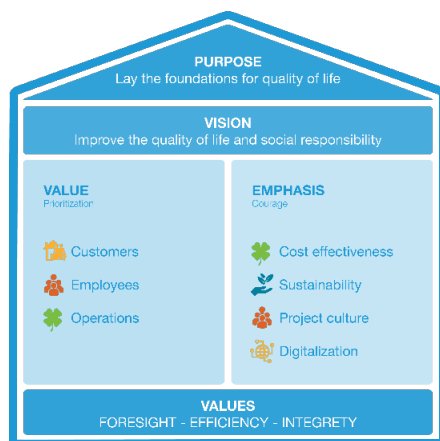 PURPOSE
Lay the foundations for quality of life
VISION
Improve the quality of life and social responsibility
VALUE
Prioritization
Customers
Employees
Operations
EMPHASIS
Courage
Cost effectiveness
Sustainability
Project culture
Digitalization
VALUES
FORESIGHT - EFFICIENCY - INTEGRETY